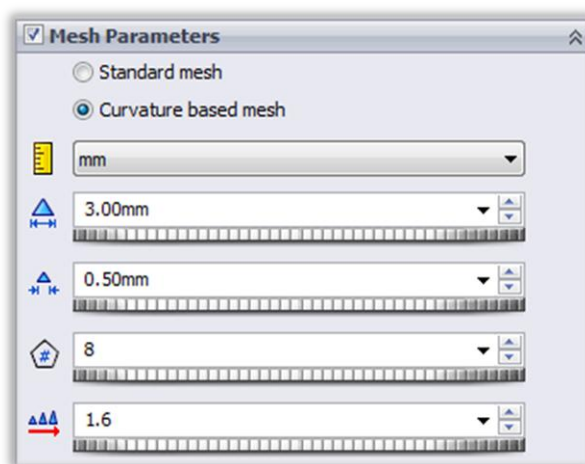 Mesh Parameters
Standard mesh
Curvature based mesh
mm
3.00mm
0.50mm
#
8
1.6